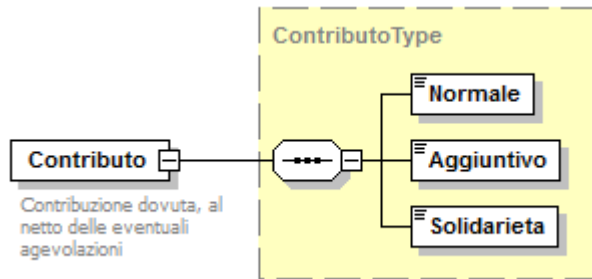 ContributoType
Normale
Contributo
Aggiuntivo
Contribuzione dovuta, al
netto delle eventuali
agevolazioni
Solidarieta